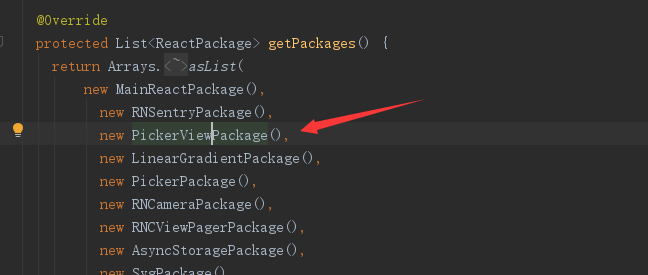 @Override
protected List<ReactPackage> getPackages() {
return Arrays.<~>asList(
new MainReactPackage(),
new RNSentryPackage(),
new PickerViewPackage(),
new LinearGradientPackage(),
new PickerPackage(),
new RNCameraPackage(),
new RNCViewPagerPackage(),
new AsyncStoragePackage(),
new SvgPackage()